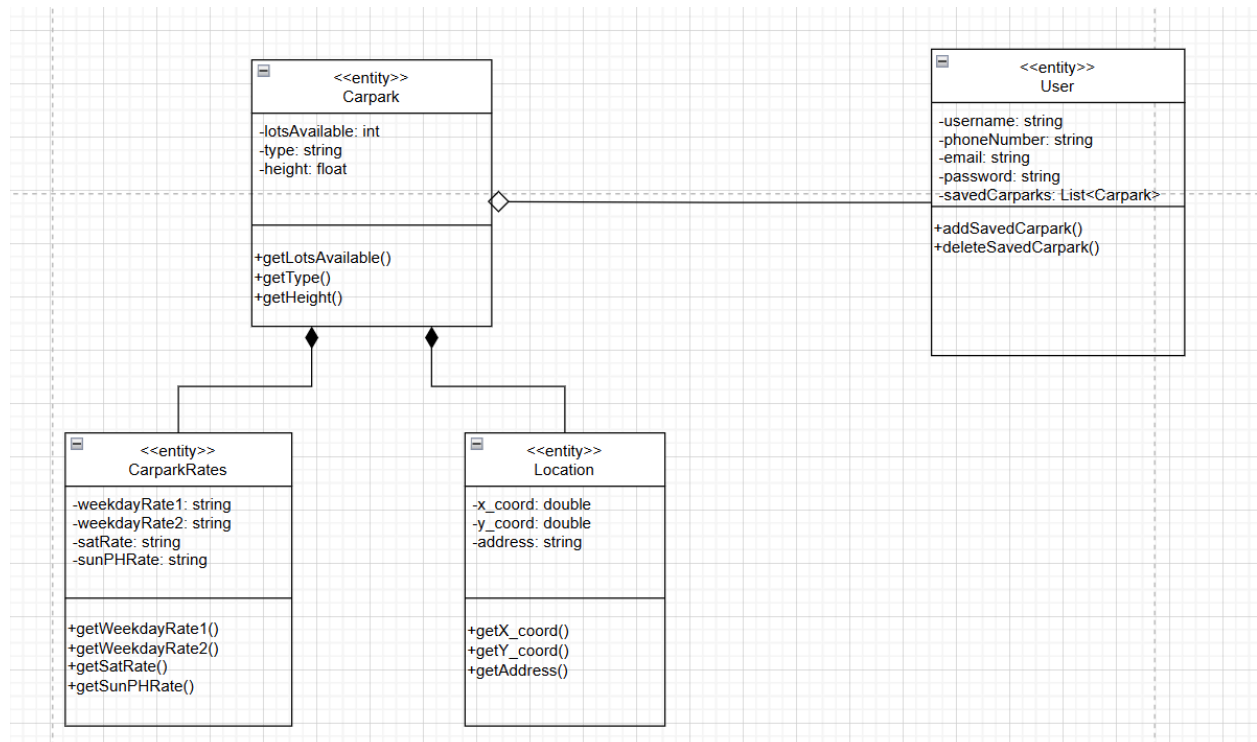 <<entity>>
Carpark
-lotsAvailable: int
-type: string
-height: float
+getLotsAvailable()
+getType()
+getHeight()
<<entity>>
User
-username: string
-phoneNumber: string
-email: string
-password: string
-savedCarparks: List<Carpark>
+addSavedCarpark()
+deleteSavedCarpark()
<<entity>>
CarparkRates
-weekdayRate1: string
-weekdayRate2: string
-satRate: string
-sunPHRate: string
+getWeekdayRate1()
+getWeekdayRate2()
+getSatRate()
+getSunPHRate()
<<entity>>
Location
-x_coord: double
-y_coord: double
-address: string
+getX_coord()
+getY_coord()
+getAddress()